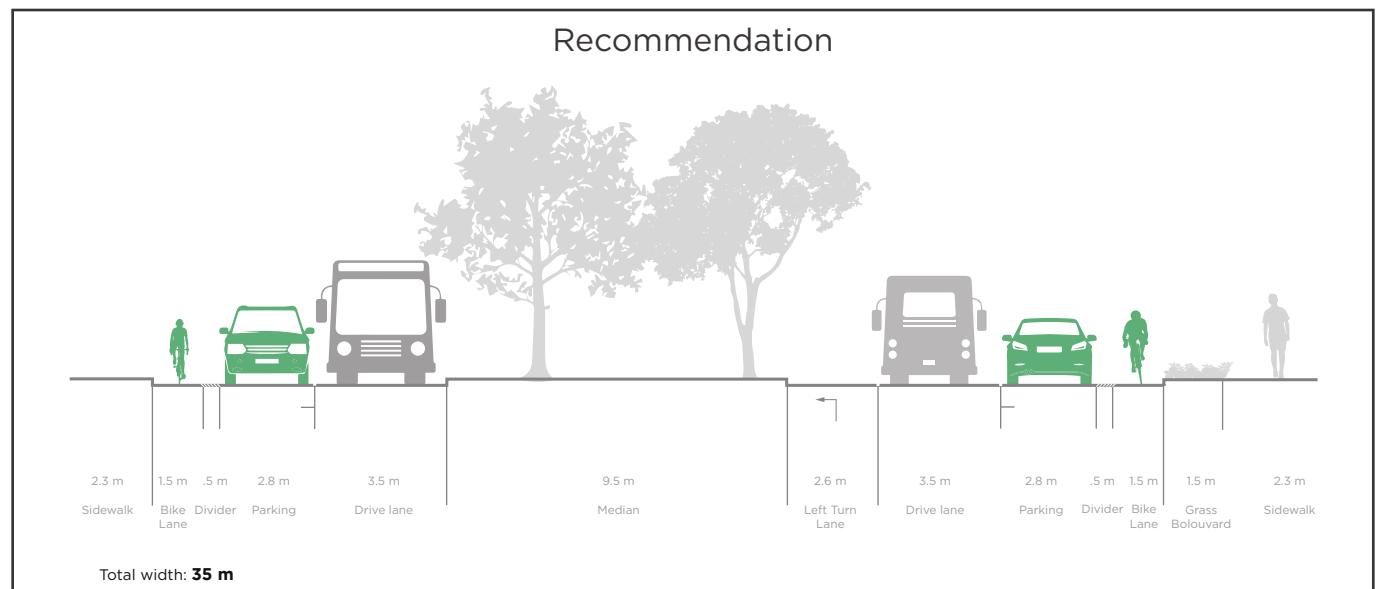 Recommendation
2.3 m 1.5 m .5 m 2.8 m 3.5 m 9.5 m 2.6 m 3.5 m 2.8 m .5 m 1.5 m 1.5 m 2.3 m
Sidewalk Bike Divider Parking Drive lane Median Left Turn Drive lane Parking Divider Bike Grass Sidewalk
Lane Lane Lane Bolouvard
Total width: 35 m